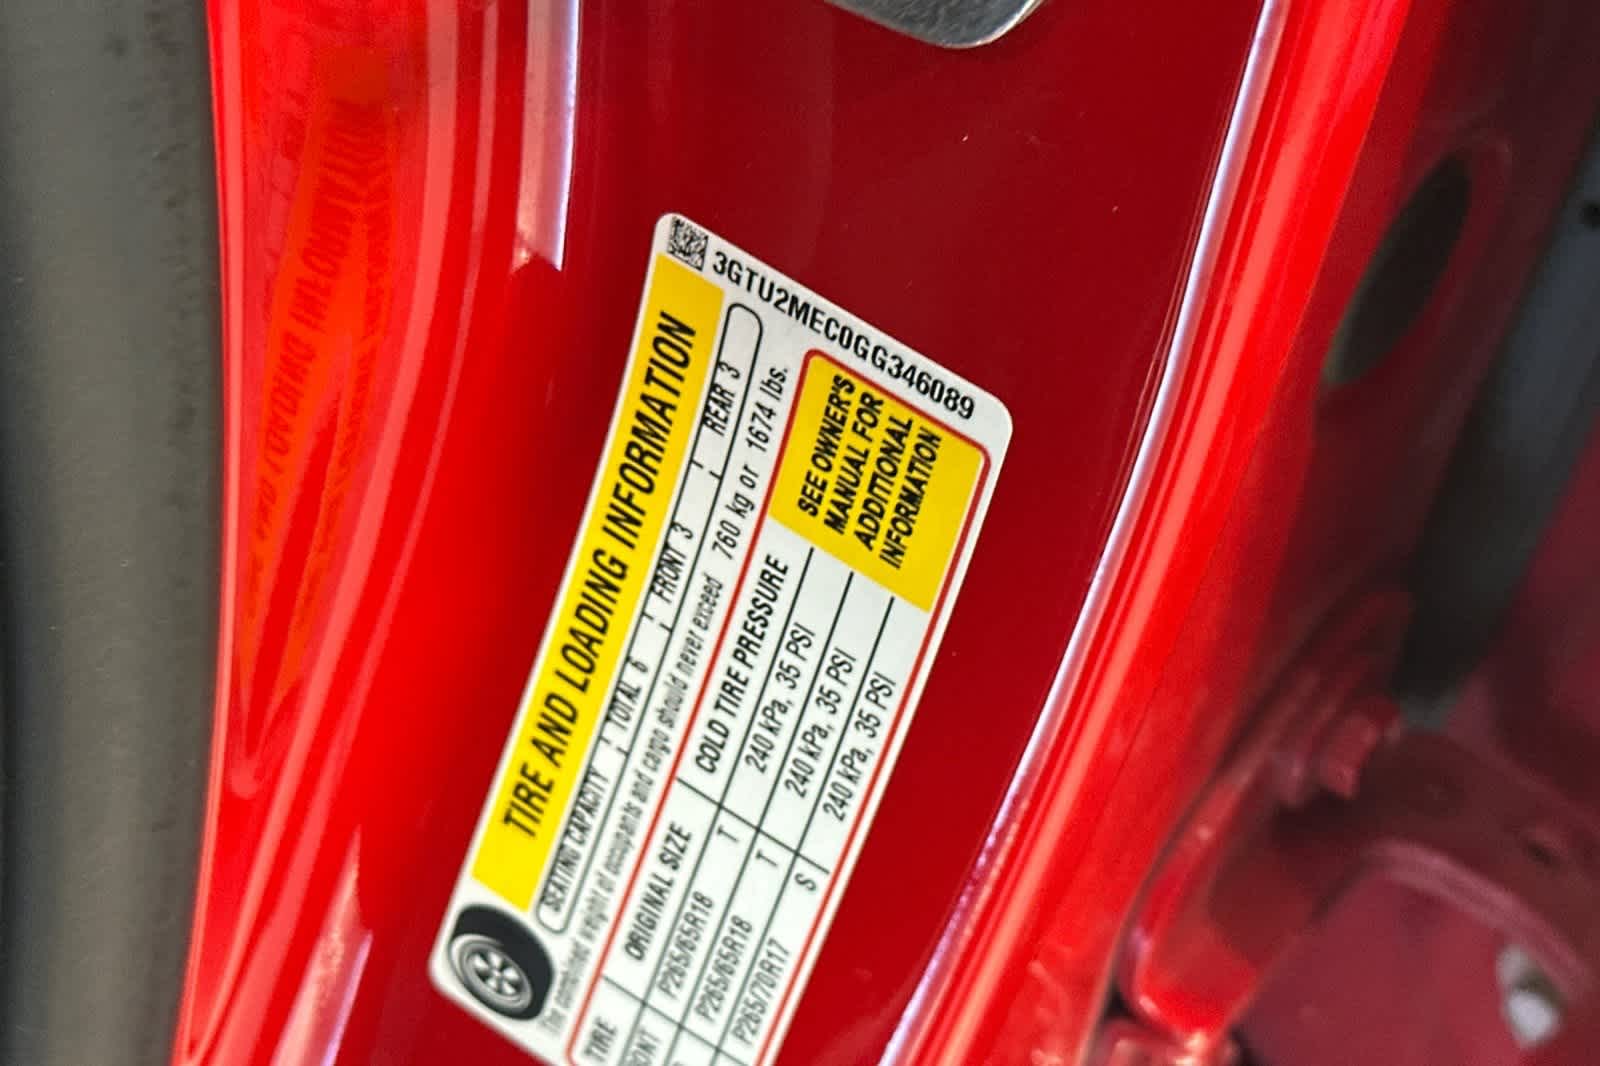 3GTU2MEC0GG346089
TIRE AND LOADING INFORMATION
SEATING CAPACITY TOTAL 6 FRONT 3 REAR 3
The combined weight of occupants and cargo should never exceed 760 kg or 1674 lbs.
TIRE ORIGINAL SIZE COLD TIRE PRESSURE
P265/65R18 T 240 kPa, 35 PSI
P265/65R18 T 240 kPa, 35 PSI
P265/70R17 S 240 kPa, 35 PSI
SEE OWNER'S
MANUAL FOR
ADDITIONAL
INFORMATION